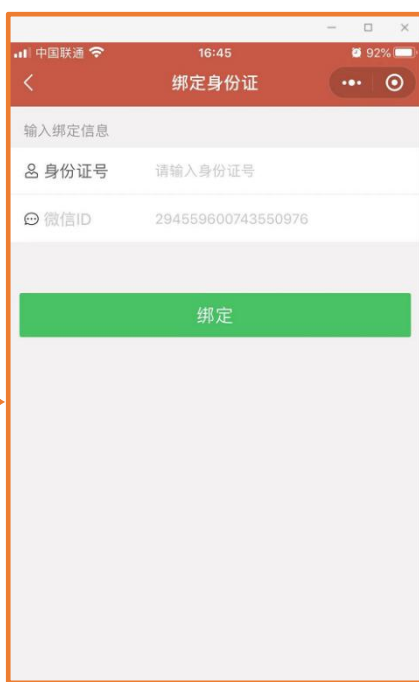 中国联通 16:45 92%
绑定身份证
输入绑定信息
身份证号 请输入身份证号
微信ID 294559600743550976
绑定